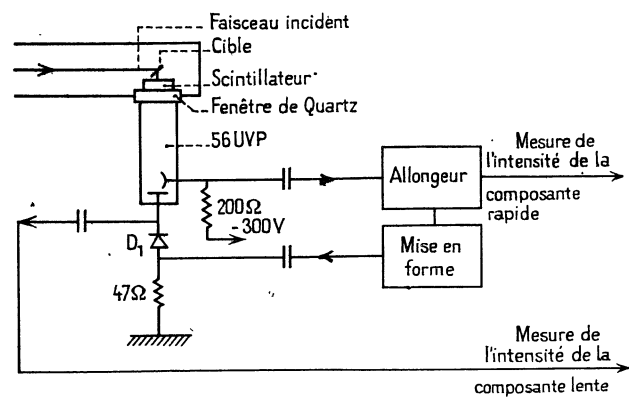 Faisceau incident
Cible
Scintillateur
Fenêtre de Quartz
56 UVP
Allongeur
Mesure de
l'intensité de la
composante
rapide
200Ω
-300V
D1
Mise en
forme
47Ω
Mesure de
l'intensité de la
composante lente